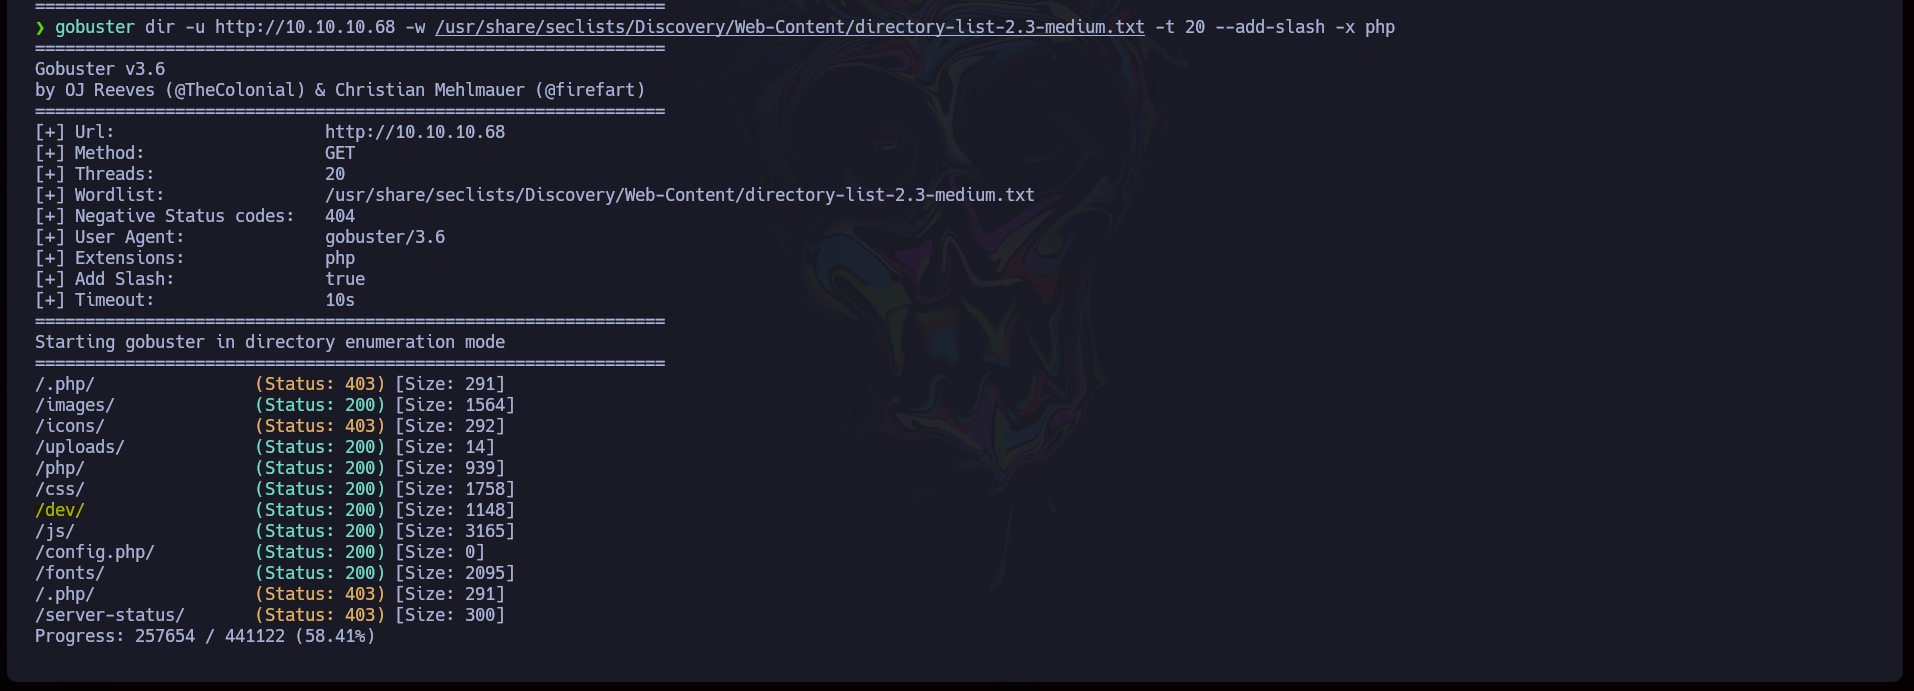 ===============================================================
❯ gobuster dir -u http://10.10.10.68 -w /usr/share/seclists/Discovery/Web-Content/directory-list-2.3-medium.txt -t 20 --add-slash -x php
===============================================================
Gobuster v3.6
by OJ Reeves (@TheColonial) & Christian Mehlmauer (@firefart)
===============================================================
[+] Url:                     http://10.10.10.68
[+] Method:                  GET
[+] Threads:                 20
[+] Wordlist:                /usr/share/seclists/Discovery/Web-Content/directory-list-2.3-medium.txt
[+] Negative Status codes:   404
[+] User Agent:              gobuster/3.6
[+] Extensions:              php
[+] Add Slash:               true
[+] Timeout:                 10s
===============================================================
Starting gobuster in directory enumeration mode
===============================================================
/.php/                (Status: 403) [Size: 291]
/images/              (Status: 200) [Size: 1564]
/icons/               (Status: 403) [Size: 292]
/uploads/             (Status: 200) [Size: 14]
/php/                 (Status: 200) [Size: 939]
/css/                 (Status: 200) [Size: 1758]
/dev/                 (Status: 200) [Size: 1148]
/js/                  (Status: 200) [Size: 3165]
/config.php/          (Status: 200) [Size: 0]
/fonts/               (Status: 200) [Size: 2095]
/.php/                (Status: 403) [Size: 291]
/server-status/       (Status: 403) [Size: 300]
Progress: 257654 / 441122 (58.41%)